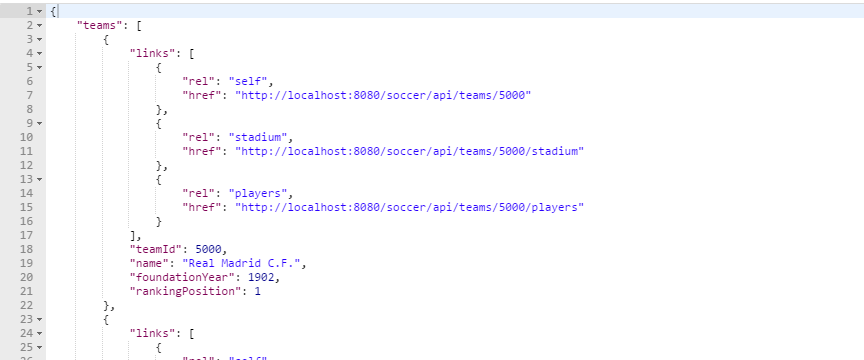 1 {
2 "teams": [
3 {
4 "links": [
5 {
6 "rel": "self",
7 "href": "http://localhost:8080/soccer/api/teams/5000"
8 },
9 {
10 "rel": "stadium",
11 "href": "http://localhost:8080/soccer/api/teams/5000/stadium"
12 },
13 {
14 "rel": "players",
15 "href": "http://localhost:8080/soccer/api/teams/5000/players"
16 }
17 ],
18 "teamId": 5000,
19 "name": "Real Madrid C.F.",
20 "foundationYear": 1902,
21 "rankingPosition": 1
22 },
23 {
24 "links": [
25 {